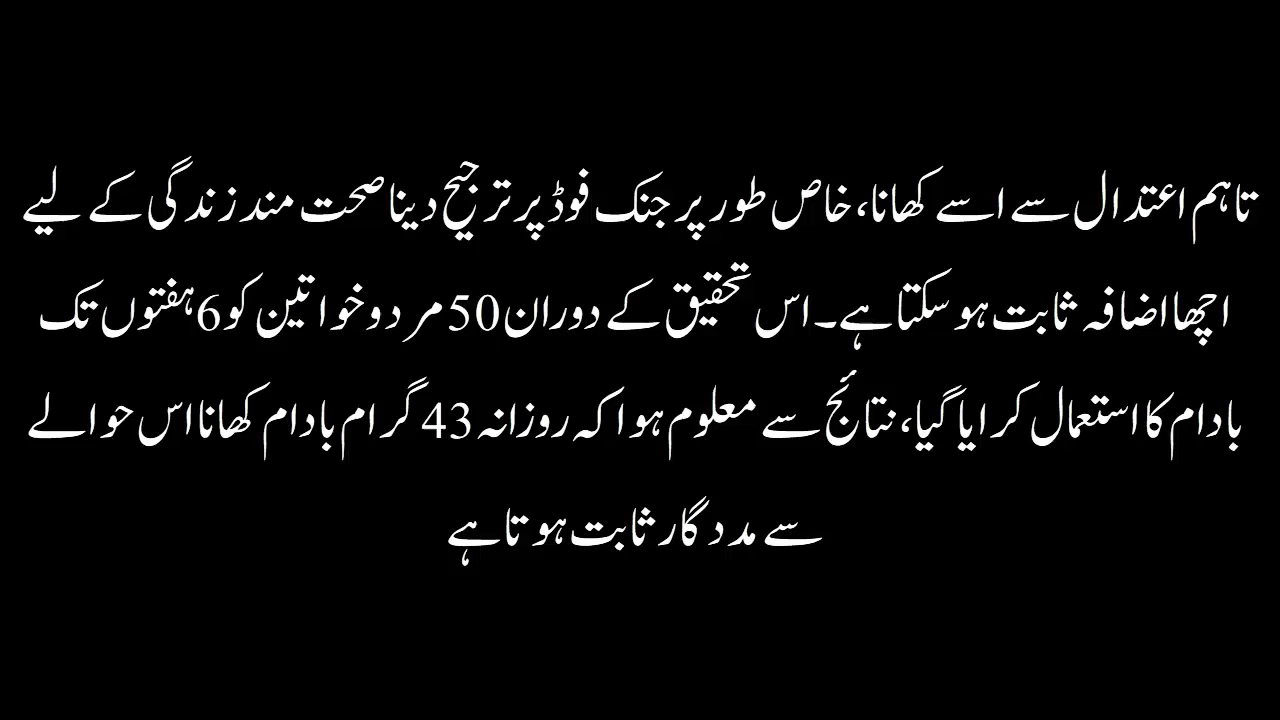 تاہم اعتدال سے اسے کھانا، خاص طور پر جنک فوڈ پر ترجیح دینا صحت مند زندگی کے لیے
اچھا اضافہ ثابت ہو سکتا ہے۔ اس تحقیق کے دوران 50 مرد و خواتین کو 6 ہفتوں تک
بادام کا استعمال کرایا گیا، نتائج سے معلوم ہوا کہ روزانہ 43 گرام بادام کھانا اس حوالے
سے مددگار ثابت ہوتا ہے